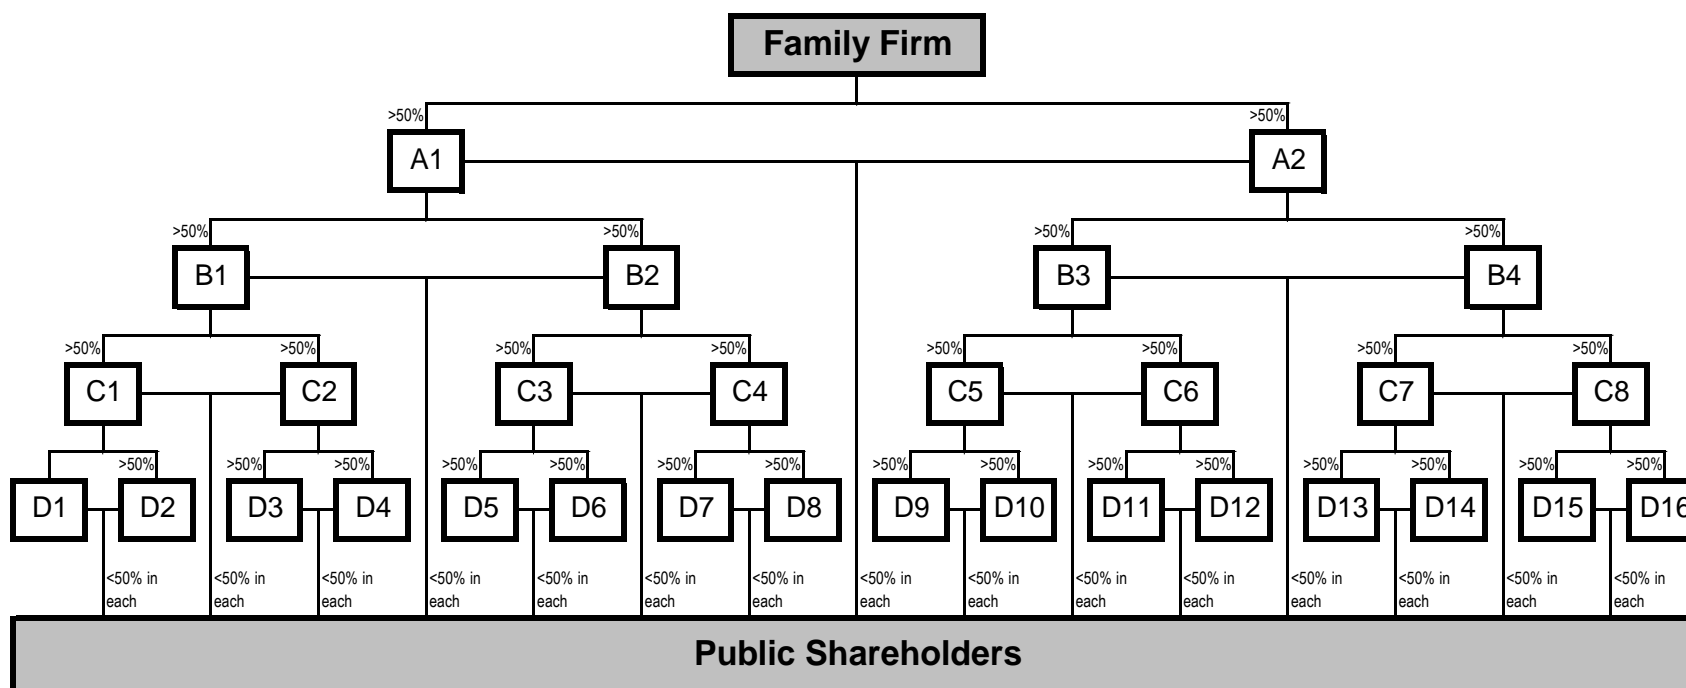 Family Firm
>50% >50%
A1 A2
>50% >50% >50% >50%
B1 B2 B3 B4
>50% >50% >50% >50% >50% >50% >50% >50%
C1 C2 C3 C4 C5 C6 C7 C8
>50% >50% >50% >50% >50% >50% >50% >50% >50% >50% >50% >50% >50% >50% >50%
D1 D2 D3 D4 D5 D6 D7 D8 D9 D10 D11 D12 D13 D14 D15 D16
<50% in <50% in <50% in <50% in <50% in <50% in <50% in <50% in <50% in <50% in <50% in <50% in <50% in <50% in <50% in
each each each each each each each each each each each each each each each
Public Shareholders